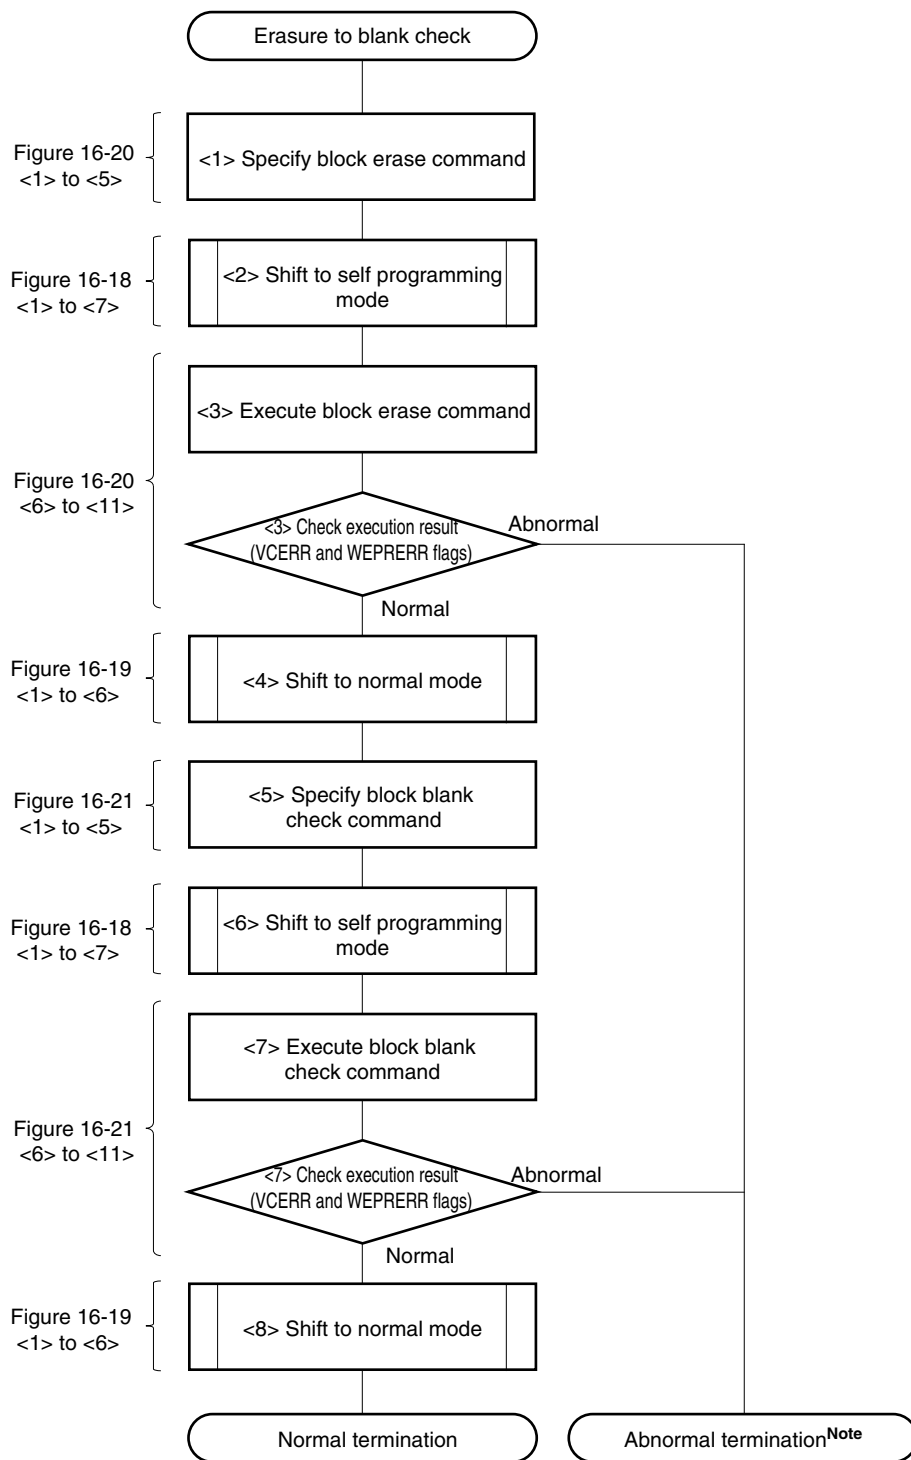 Erasure to blank check
Figure 16-20
<1> to <5>
<1> Specify block erase command
Figure 16-18
<1> to <7>
<2> Shift to self programming
mode
<3> Execute block erase command
Figure 16-20
<6> to <11>
<3> Check execution result
(VCERR and WEPRERR flags)
Abnormal
Normal
Figure 16-19
<1> to <6>
<4> Shift to normal mode
Figure 16-21
<1> to <5>
<5> Specify block blank
check command
Figure 16-18
<1> to <7>
<6> Shift to self programming
mode
<7> Execute block blank
check command
Figure 16-21
<6> to <11>
<7> Check execution result
(VCERR and WEPRERR flags)
Abnormal
Normal
Figure 16-19
<1> to <6>
<8> Shift to normal mode
Normal termination
Abnormal termination Note